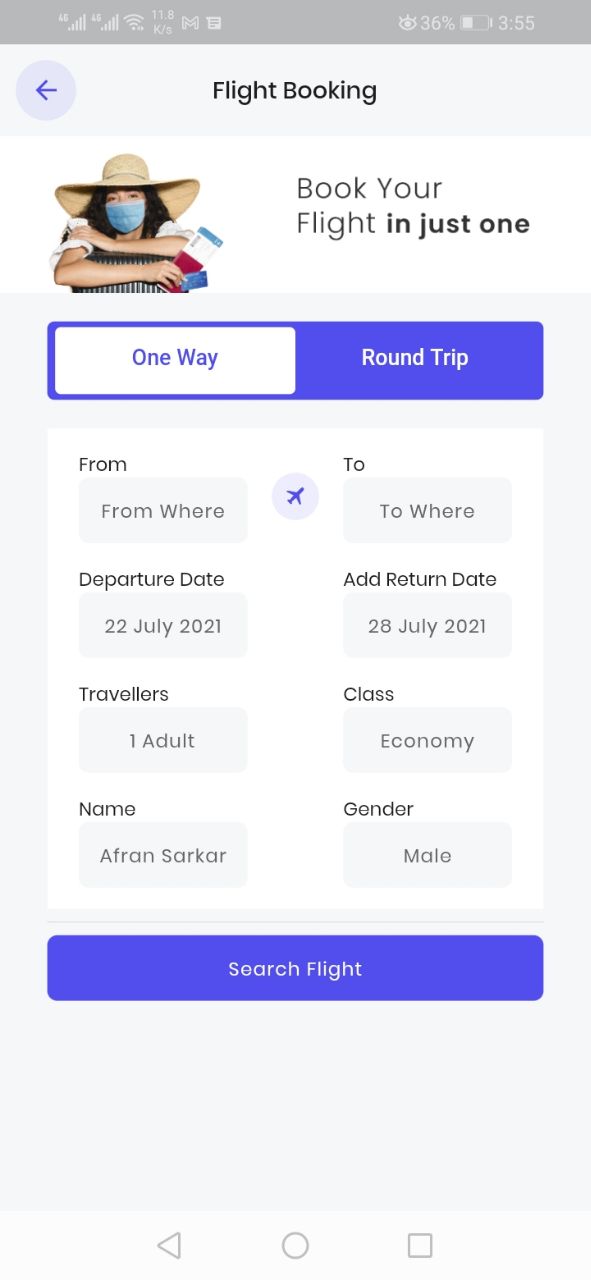 4G 4G 11.8 K/s 36% 3:55
Flight Booking
Book Your
Flight in just one
One Way Round Trip
From To
From Where To Where
Departure Date Add Return Date
22 July 2021 28 July 2021
Travellers Class
1 Adult Economy
Name Gender
Afran Sarkar Male
Search Flight